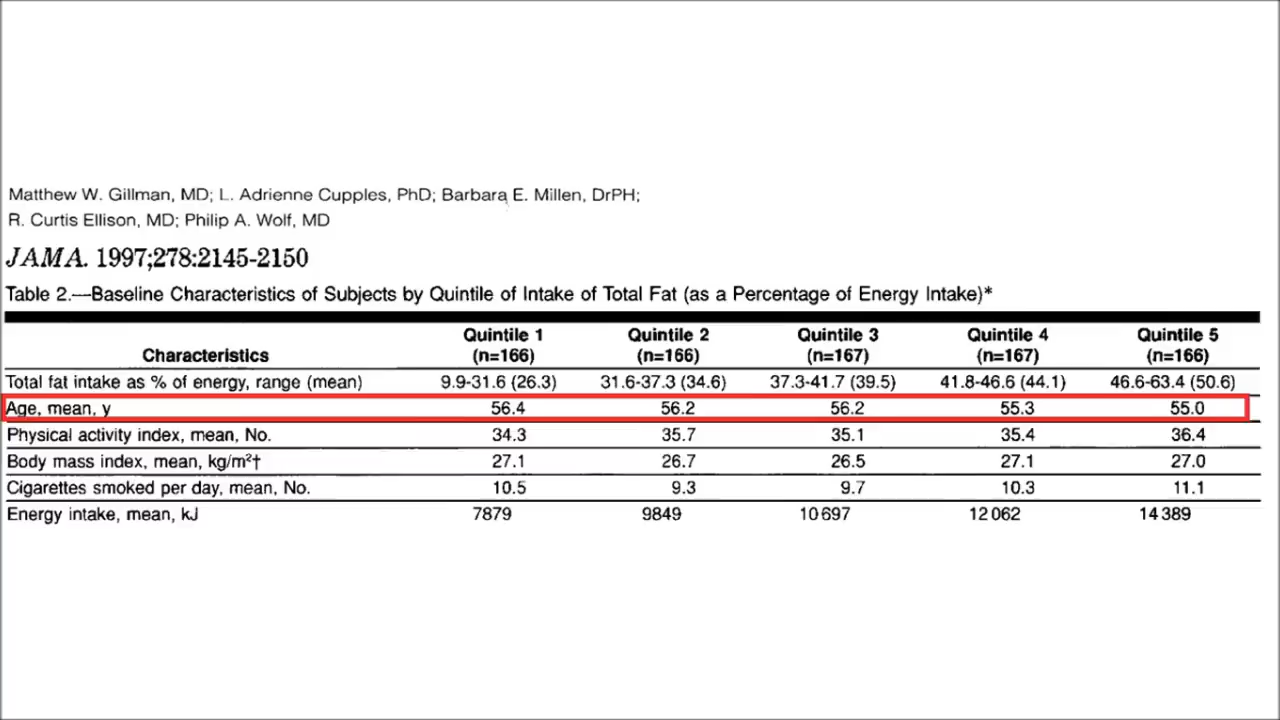 Matthew W. Gillman, MD; L. Adrienne Cupples, PhD; Barbara E. Millen, DrPH;
R. Curtis Ellison, MD; Philip A. Wolf, MD
JAMA. 1997;278:2145-2150
Table 2.—Baseline Characteristics of Subjects by Quintile of Intake of Total Fat (as a Percentage of Energy Intake)*
Quintile 1 Quintile 2 Quintile 3 Quintile 4 Quintile 5
Characteristics (n=166) (n=166) (n=167) (n=167) (n=166)
Total fat intake as % of energy, range (mean) 9.9-31.6 (26.3) 31.6-37.3 (34.6) 37.3-41.7 (39.5) 41.8-46.6 (44.1) 46.6-63.4 (50.6)
Age, mean, y 56.4 56.2 56.2 55.3 55.0
Physical activity index, mean, No. 34.3 35.7 35.1 35.4 36.4
Body mass index, mean, kg/m²† 27.1 26.7 26.5 27.1 27.0
Cigarettes smoked per day, mean, No. 10.5 9.3 9.7 10.3 11.1
Energy intake, mean, kJ 7879 9849 10 697 12 062 14 389